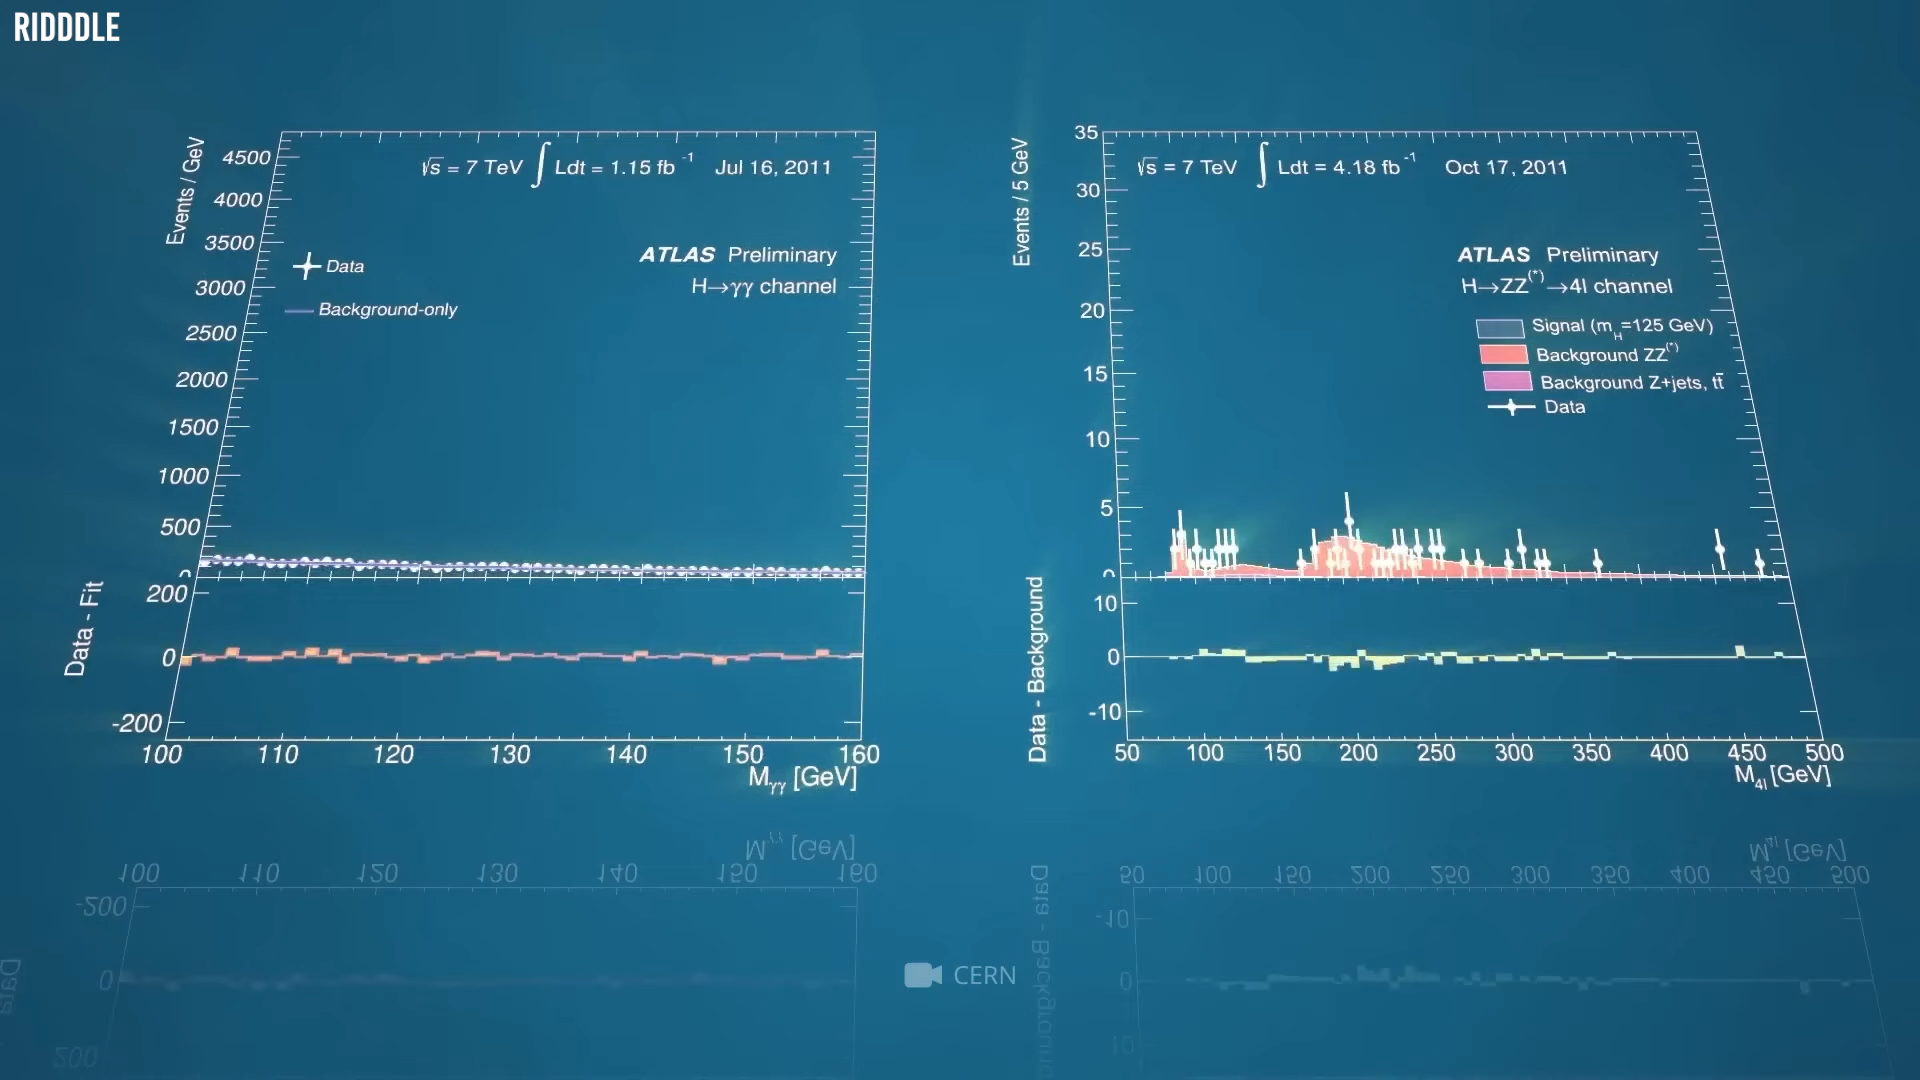 RIDDDLE
Events / GeV
4500
4000
3500
3000
2500
2000
1500
1000
500
0
√s = 7 TeV ∫ Ldt = 1.15 fb⁻¹ Jul 16, 2011
ATLAS Preliminary
H→γγ channel
Data
Background-only
Data - Fit
200
0
-200
100 110 120 130 140 150 160
Mγγ [GeV]
Events / 5 GeV
35
30
25
20
15
10
5
0
√s = 7 TeV ∫ Ldt = 4.18 fb⁻¹ Oct 17, 2011
ATLAS Preliminary
H→ZZ(*)→4l channel
Signal (mH=125 GeV)
Background ZZ(*)
Background Z+jets, tt̄
Data
Data - Background
10
0
-10
50 100 150 200 250 300 350 400 450 500
M4l [GeV]
CERN